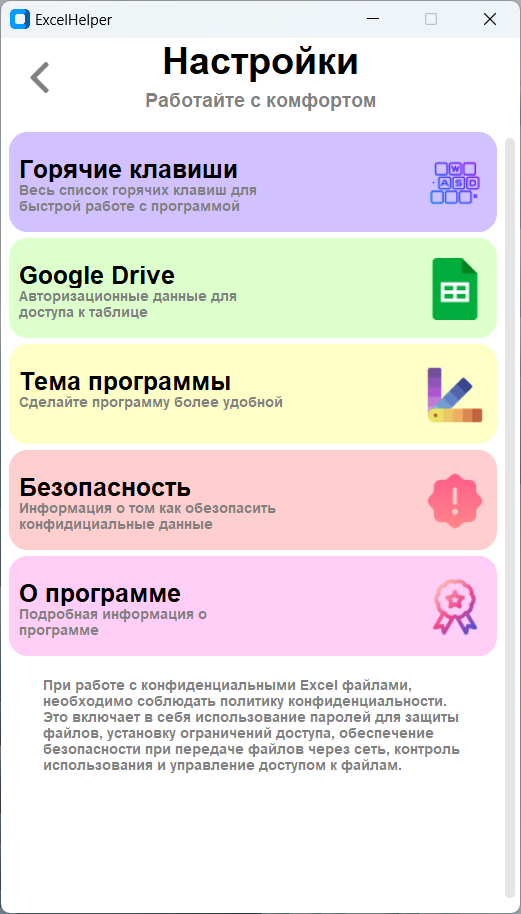 ExcelHelper
Настройки
Работайте с комфортом
Горячие клавиши
Весь список горячих клавиш для
быстрой работе с программой
W
A S D
Google Drive
Авторизационные данные для
доступа к таблице
Тема программы
Сделайте программу более удобной
Безопасность
Информация о том как обезопасить
конфидициальные данные
О программе
Подробная информация о
программе
При работе с конфиденциальными Excel файлами,
необходимо соблюдать политику конфиденциальности.
Это включает в себя использование паролей для защиты
файлов, установку ограничений доступа, обеспечение
безопасности при передаче файлов через сеть, контроль
использования и управление доступом к файлам.